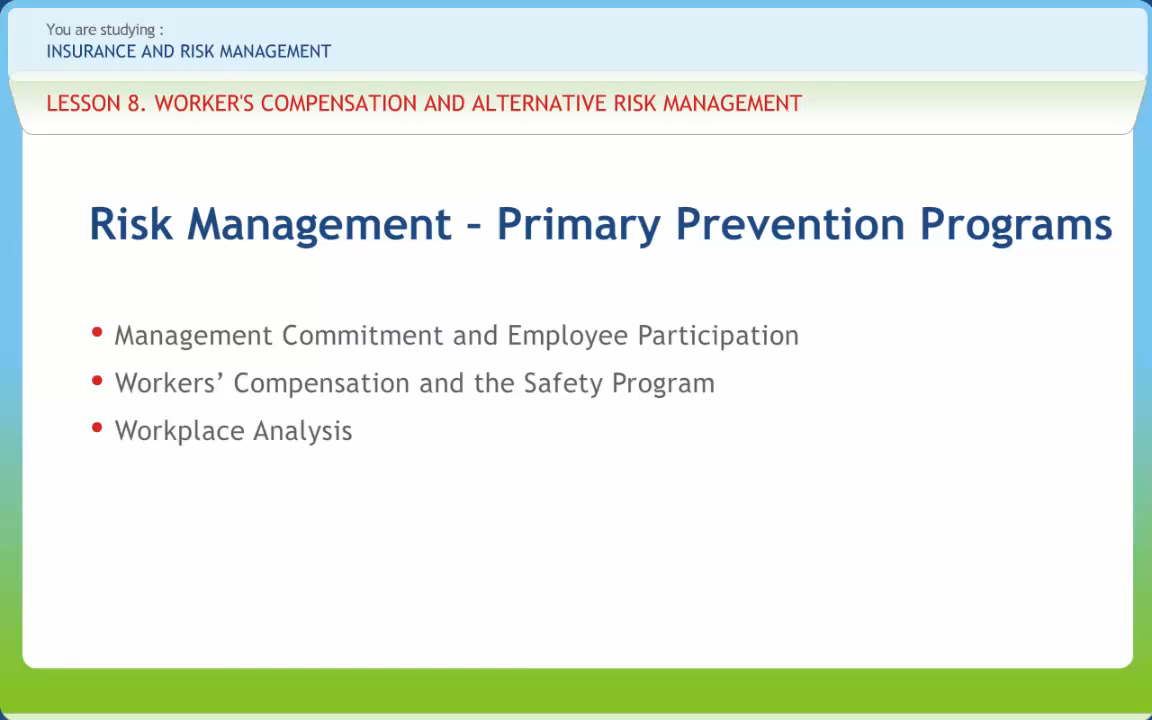 You are studying :
INSURANCE AND RISK MANAGEMENT
LESSON 8. WORKER'S COMPENSATION AND ALTERNATIVE RISK MANAGEMENT
Risk Management – Primary Prevention Programs
• Management Commitment and Employee Participation
• Workers’ Compensation and the Safety Program
• Workplace Analysis